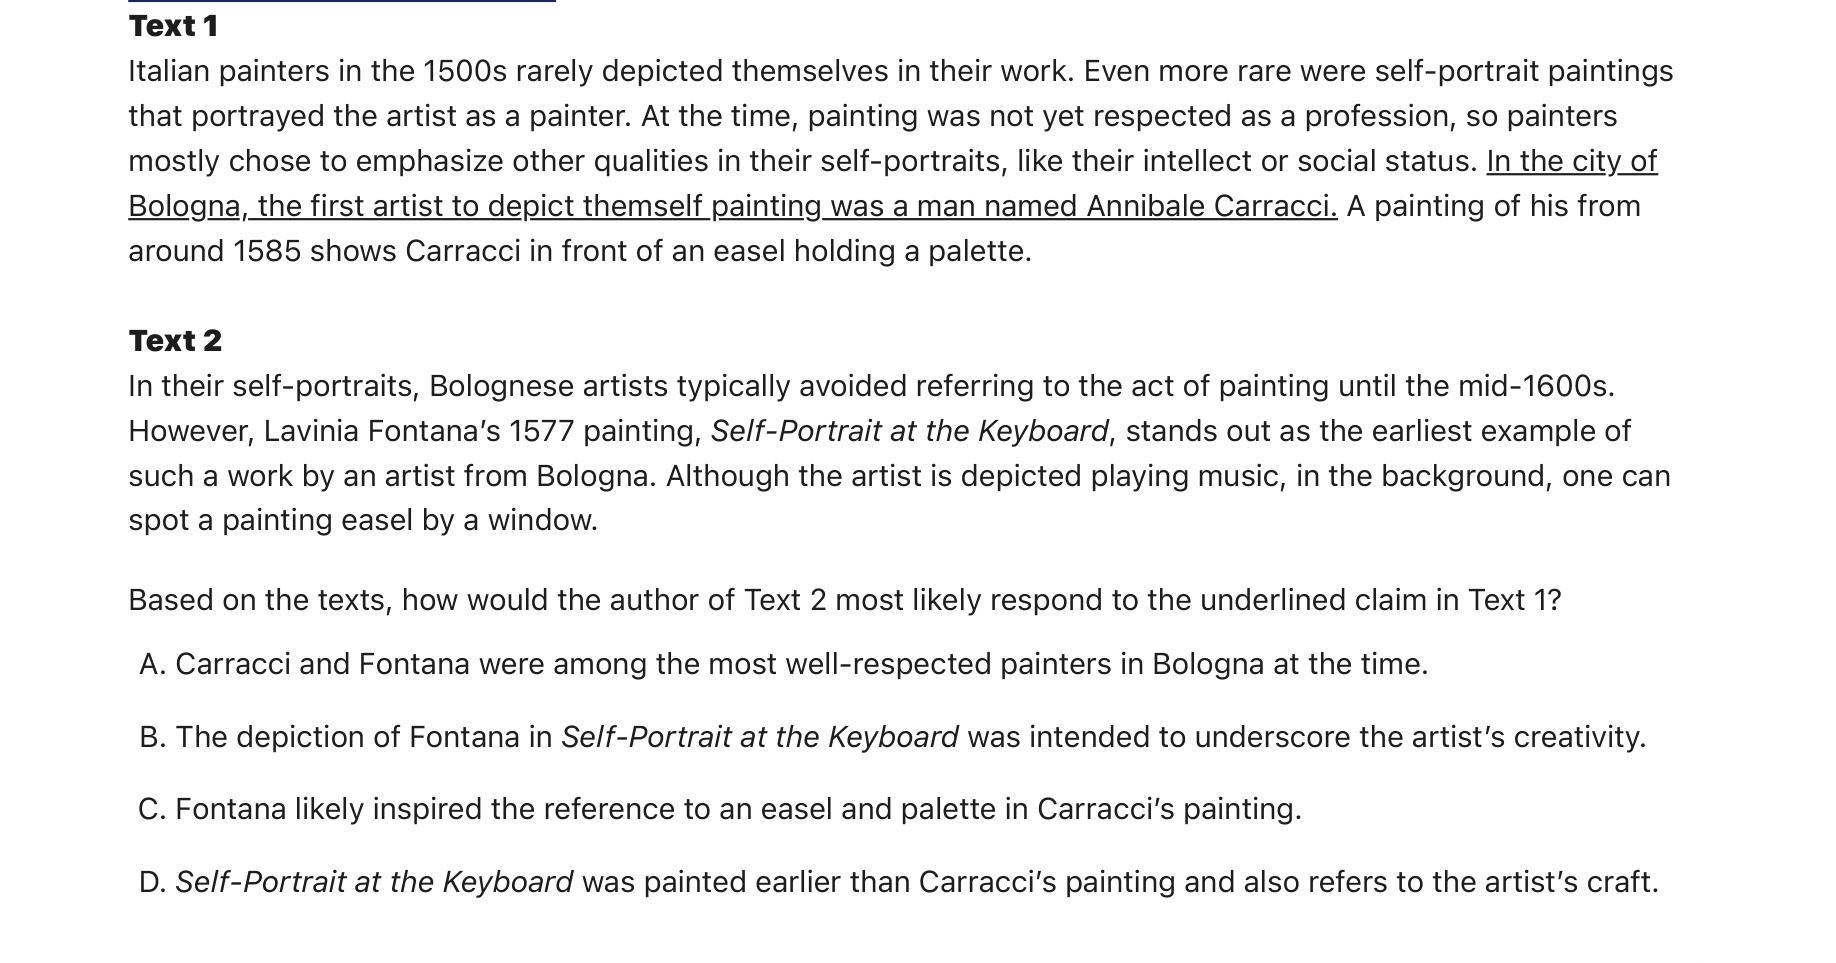 Text 1
Italian painters in the 1500s rarely depicted themselves in their work. Even more rare were self-portrait paintings
that portrayed the artist as a painter. At the time, painting was not yet respected as a profession, so painters
mostly chose to emphasize other qualities in their self-portraits, like their intellect or social status. In the city of
Bologna, the first artist to depict themself painting was a man named Annibale Carracci. A painting of his from
around 1585 shows Carracci in front of an easel holding a palette.
Text 2
In their self-portraits, Bolognese artists typically avoided referring to the act of painting until the mid-1600s.
However, Lavinia Fontana’s 1577 painting, Self-Portrait at the Keyboard, stands out as the earliest example of
such a work by an artist from Bologna. Although the artist is depicted playing music, in the background, one can
spot a painting easel by a window.
Based on the texts, how would the author of Text 2 most likely respond to the underlined claim in Text 1?
A. Carracci and Fontana were among the most well-respected painters in Bologna at the time.
B. The depiction of Fontana in Self-Portrait at the Keyboard was intended to underscore the artist’s creativity.
C. Fontana likely inspired the reference to an easel and palette in Carracci’s painting.
D. Self-Portrait at the Keyboard was painted earlier than Carracci’s painting and also refers to the artist’s craft.